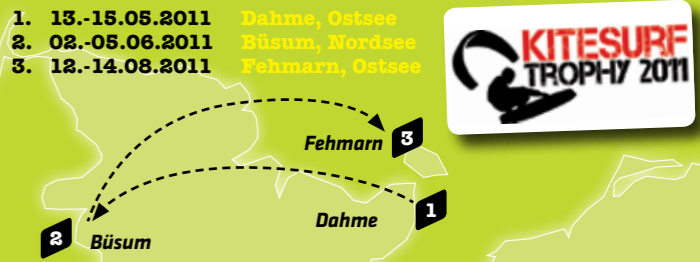 1. 13.-15.05.2011 Dahme, Ostsee
2. 02.-05.06.2011 Büsum, Nordsee
3. 12.-14.08.2011 Fehmarn, Ostsee
KITESURF
TROPHY 2011
Fehmarn 3
Dahme 1
2 Büsum